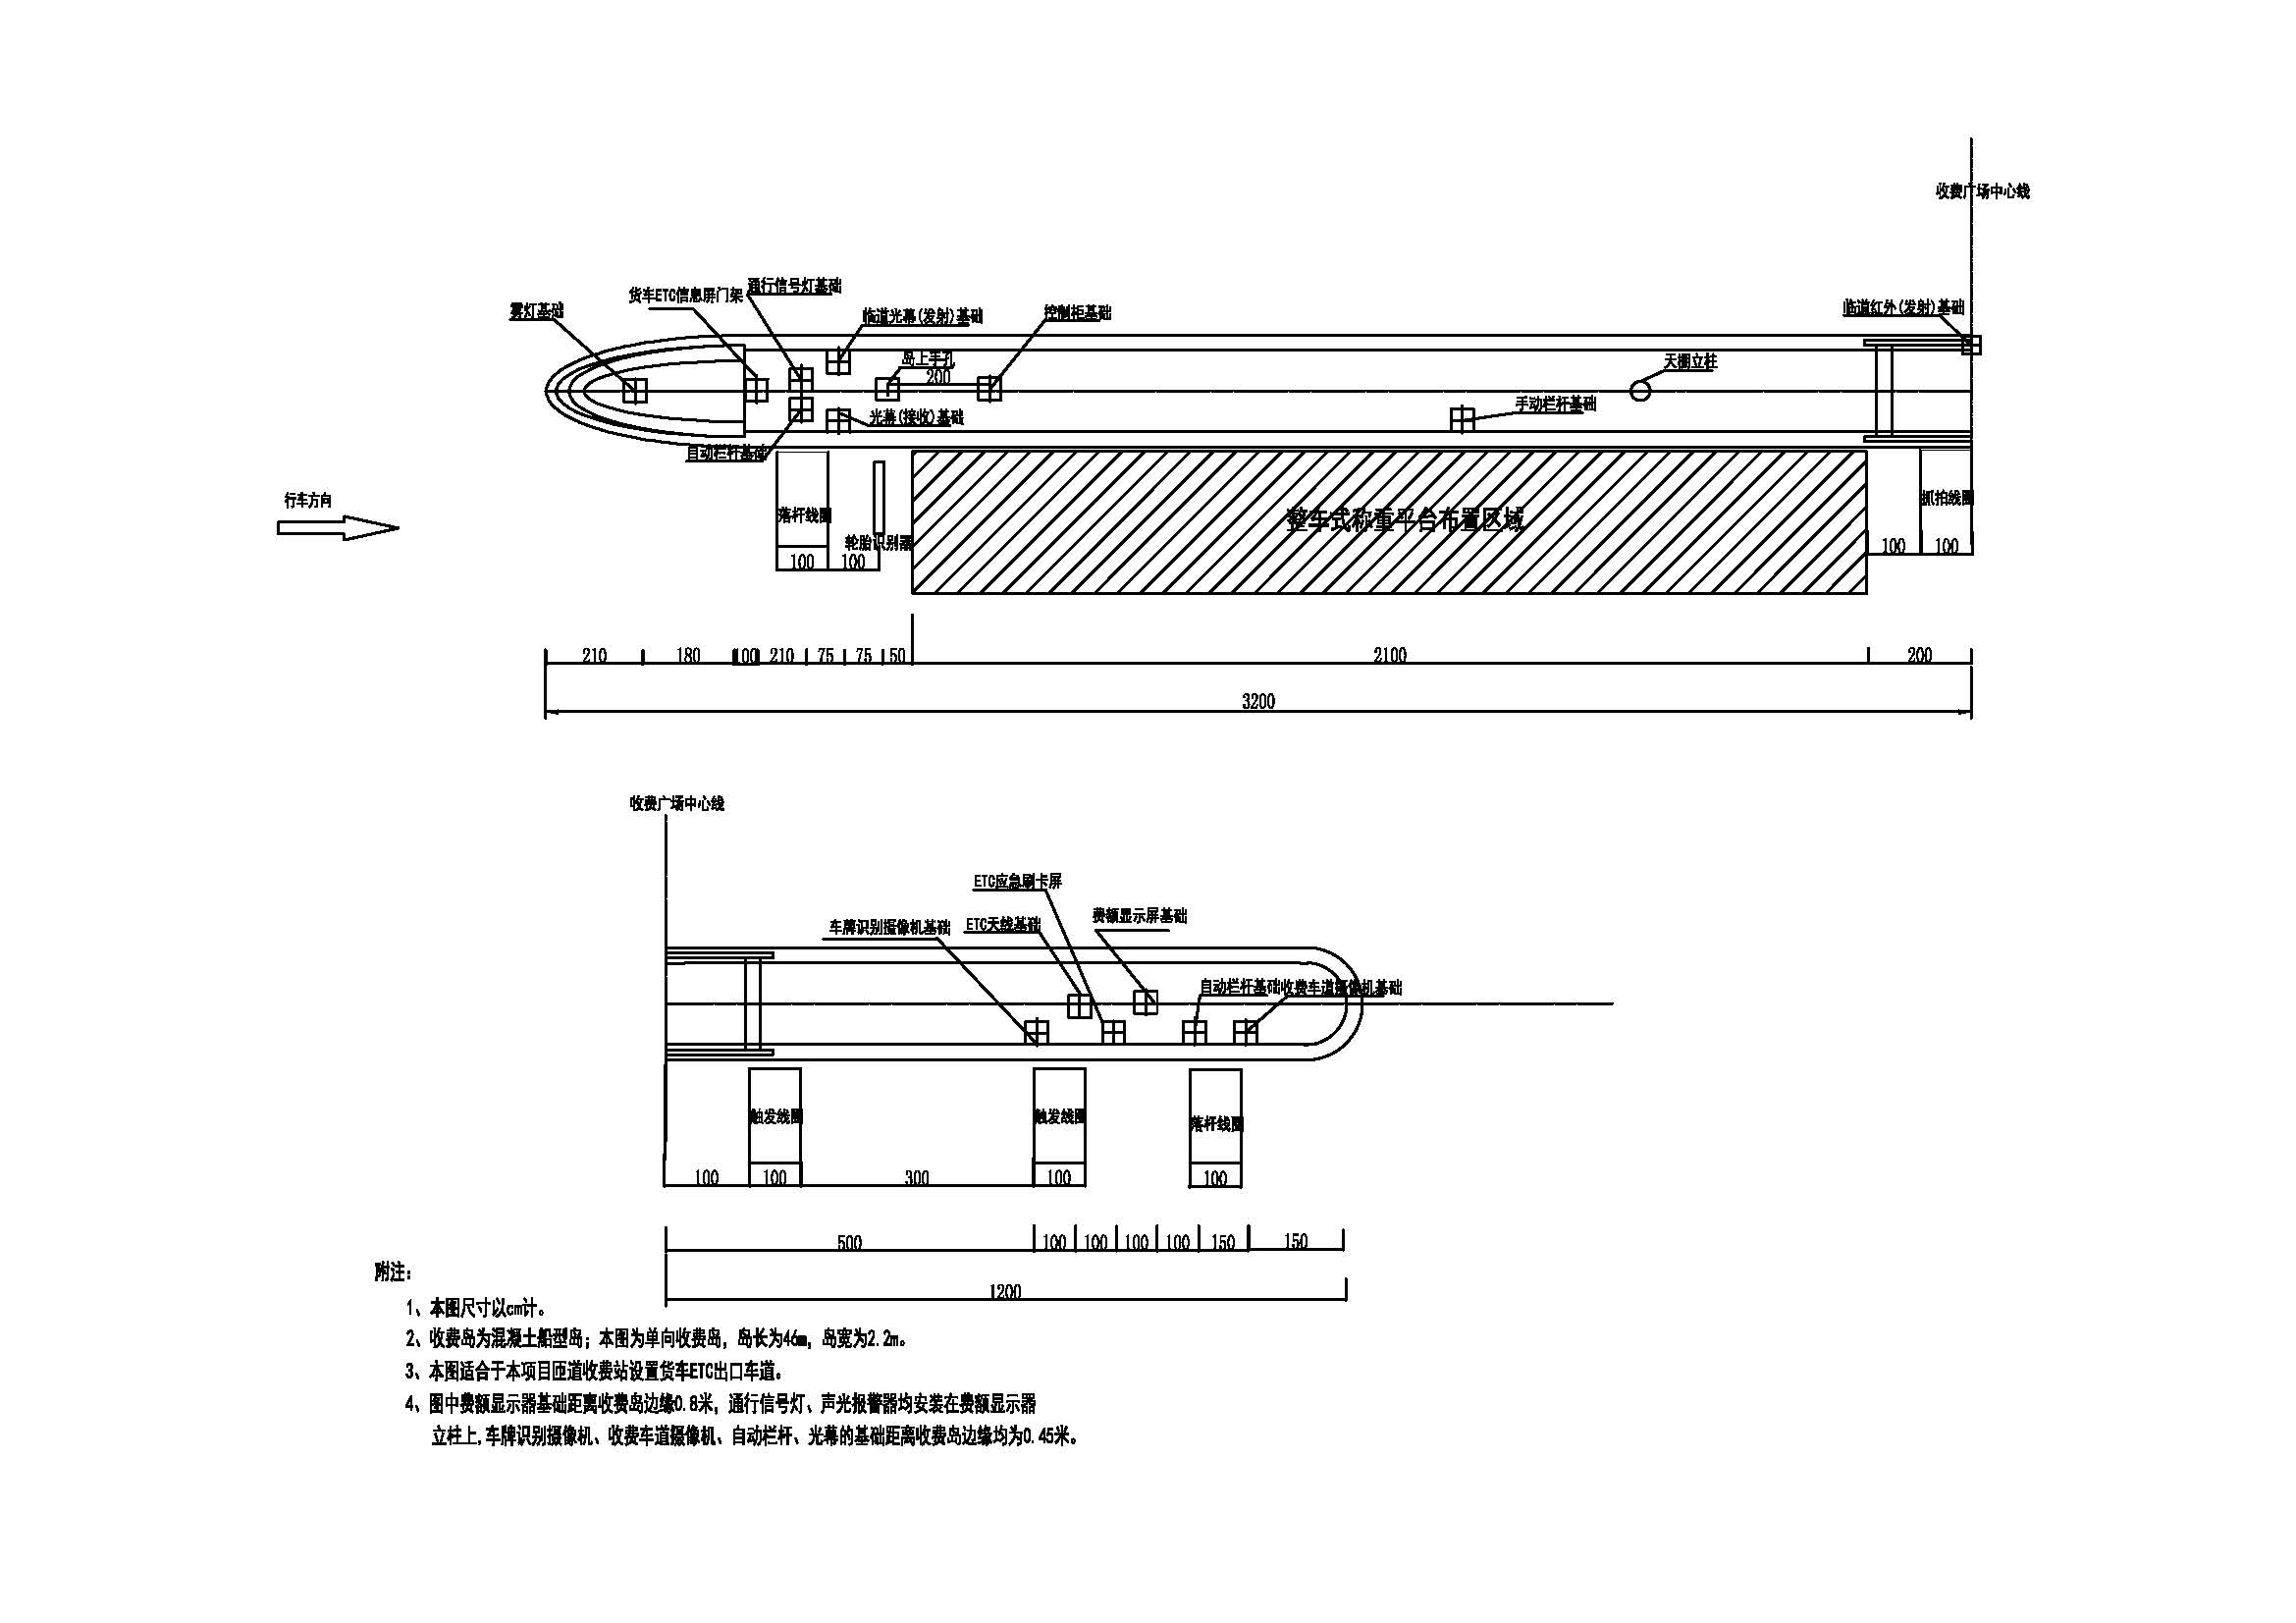 收费广场中心线
通行信号灯基础
货车ETC信息屏门架
雾灯基础
临道光幕(发射)基础
控制柜基础
临道红外(发射)基础
岛上手孔
200
天棚立柱
手动栏杆基础
光幕(接收)基础
自动栏杆基础
行车方向
落杆线圈
整车式称重平台布置区域
抓拍线圈
轮胎识别器
100
100
100
100
210
180
100
210
75
75
50
2100
200
3200
收费广场中心线
ETC应急刷卡屏
费额显示屏基础
车牌识别摄像机基础
ETC天线基础
自动栏杆基础
收费车道摄像机基础
触发线圈
触发线圈
落杆线圈
100
100
300
100
100
500
100
100
100
100
150
150
1200
附注：
1、本图尺寸以cm计。
2、收费岛为混凝土船型岛；本图为单向收费岛，岛长为46m，岛宽为2.2m。
3、本图适合于本项目匝道收费站设置货车ETC出口车道。
4、图中费额显示器基础距离收费岛边缘0.8米，通行信号灯、声光报警器均安装在费额显示器
立柱上,车牌识别摄像机、收费车道摄像机、自动栏杆、光幕的基础距离收费岛边缘均为0.45米。